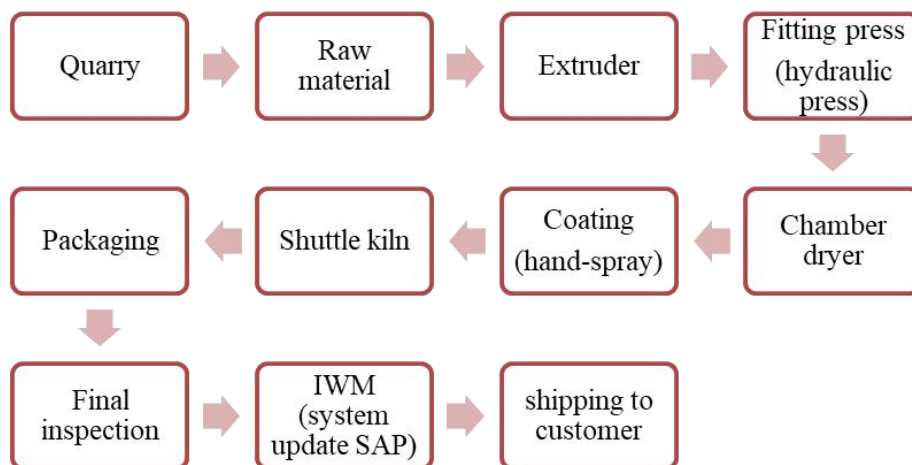 Quarry
Raw
material
Extruder
Fitting press
(hydraulic
press)
Chamber
dryer
Coating
(hand-spray)
Shuttle kiln
Packaging
Final
inspection
IWM
(system
update SAP)
shipping to
customer